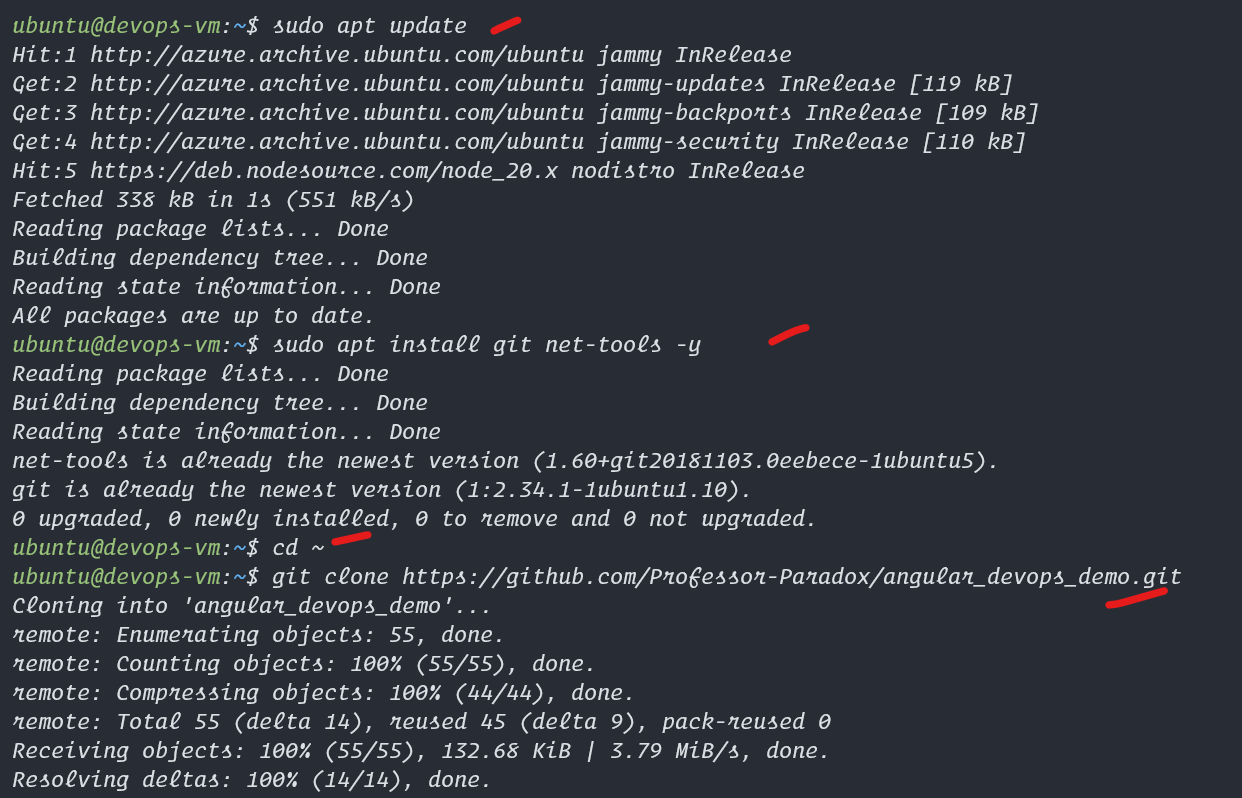 ubuntu@devops-vm:~$ sudo apt update
Hit:1 http://azure.archive.ubuntu.com/ubuntu jammy InRelease
Get:2 http://azure.archive.ubuntu.com/ubuntu jammy-updates InRelease [119 kB]
Get:3 http://azure.archive.ubuntu.com/ubuntu jammy-backports InRelease [109 kB]
Get:4 http://azure.archive.ubuntu.com/ubuntu jammy-security InRelease [110 kB]
Hit:5 https://deb.nodesource.com/node_20.x nodistro InRelease
Fetched 338 kB in 1s (551 kB/s)
Reading package lists... Done
Building dependency tree... Done
Reading state information... Done
All packages are up to date.
ubuntu@devops-vm:~$ sudo apt install git net-tools -y
Reading package lists... Done
Building dependency tree... Done
Reading state information... Done
net-tools is already the newest version (1.60+git20181103.0eebece-1ubuntu5).
git is already the newest version (1:2.34.1-1ubuntu1.10).
0 upgraded, 0 newly installed, 0 to remove and 0 not upgraded.
ubuntu@devops-vm:~$ cd ~
ubuntu@devops-vm:~$ git clone https://github.com/Professor-Paradox/angular_devops_demo.git
Cloning into 'angular_devops_demo'...
remote: Enumerating objects: 55, done.
remote: Counting objects: 100% (55/55), done.
remote: Compressing objects: 100% (44/44), done.
remote: Total 55 (delta 14), reused 45 (delta 9), pack-reused 0
Receiving objects: 100% (55/55), 132.68 KiB | 3.79 MiB/s, done.
Resolving deltas: 100% (14/14), done.